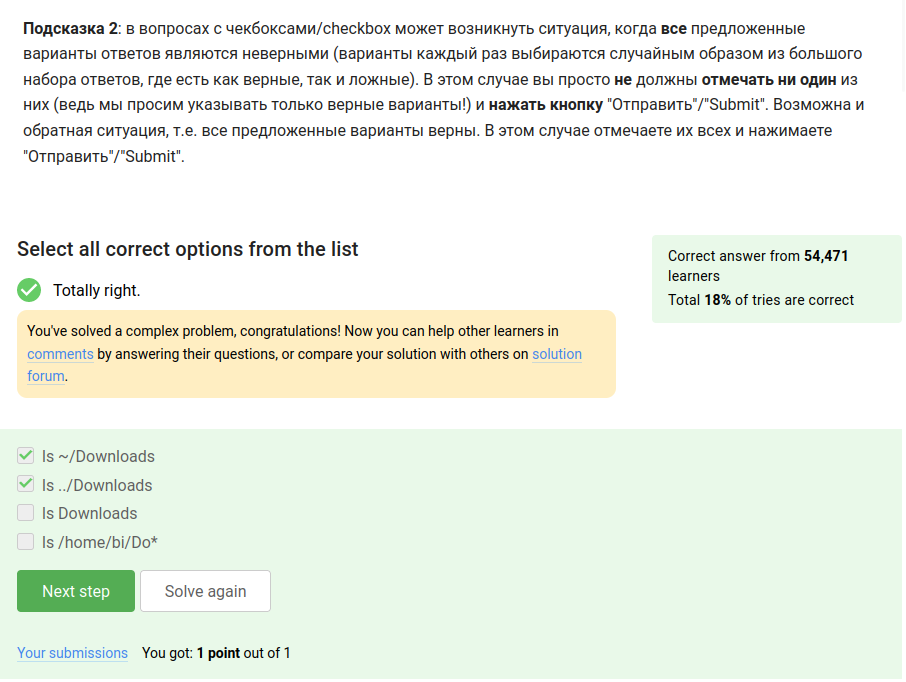 Подсказка 2: в вопросах с чекбоксами/checkbox может возникнуть ситуация, когда все предложенные
варианты ответов являются неверными (варианты каждый раз выбираются случайным образом из большого
набора ответов, где есть как верные, так и ложные). В этом случае вы просто не должны отмечать ни один из
них (ведь мы просим указывать только верные варианты!) и нажать кнопку "Отправить"/"Submit". Возможна и
обратная ситуация, т.е. все предложенные варианты верны. В этом случае отмечаете их всех и нажимаете
"Отправить"/"Submit".
Select all correct options from the list
Correct answer from 54,471
learners
Total 18% of tries are correct
Totally right.
You've solved a complex problem, congratulations! Now you can help other learners in
comments by answering their questions, or compare your solution with others on solution
forum.
ls ~/Downloads
ls ../Downloads
ls Downloads
ls /home/bi/Do*
Next step
Solve again
Your submissions You got: 1 point out of 1